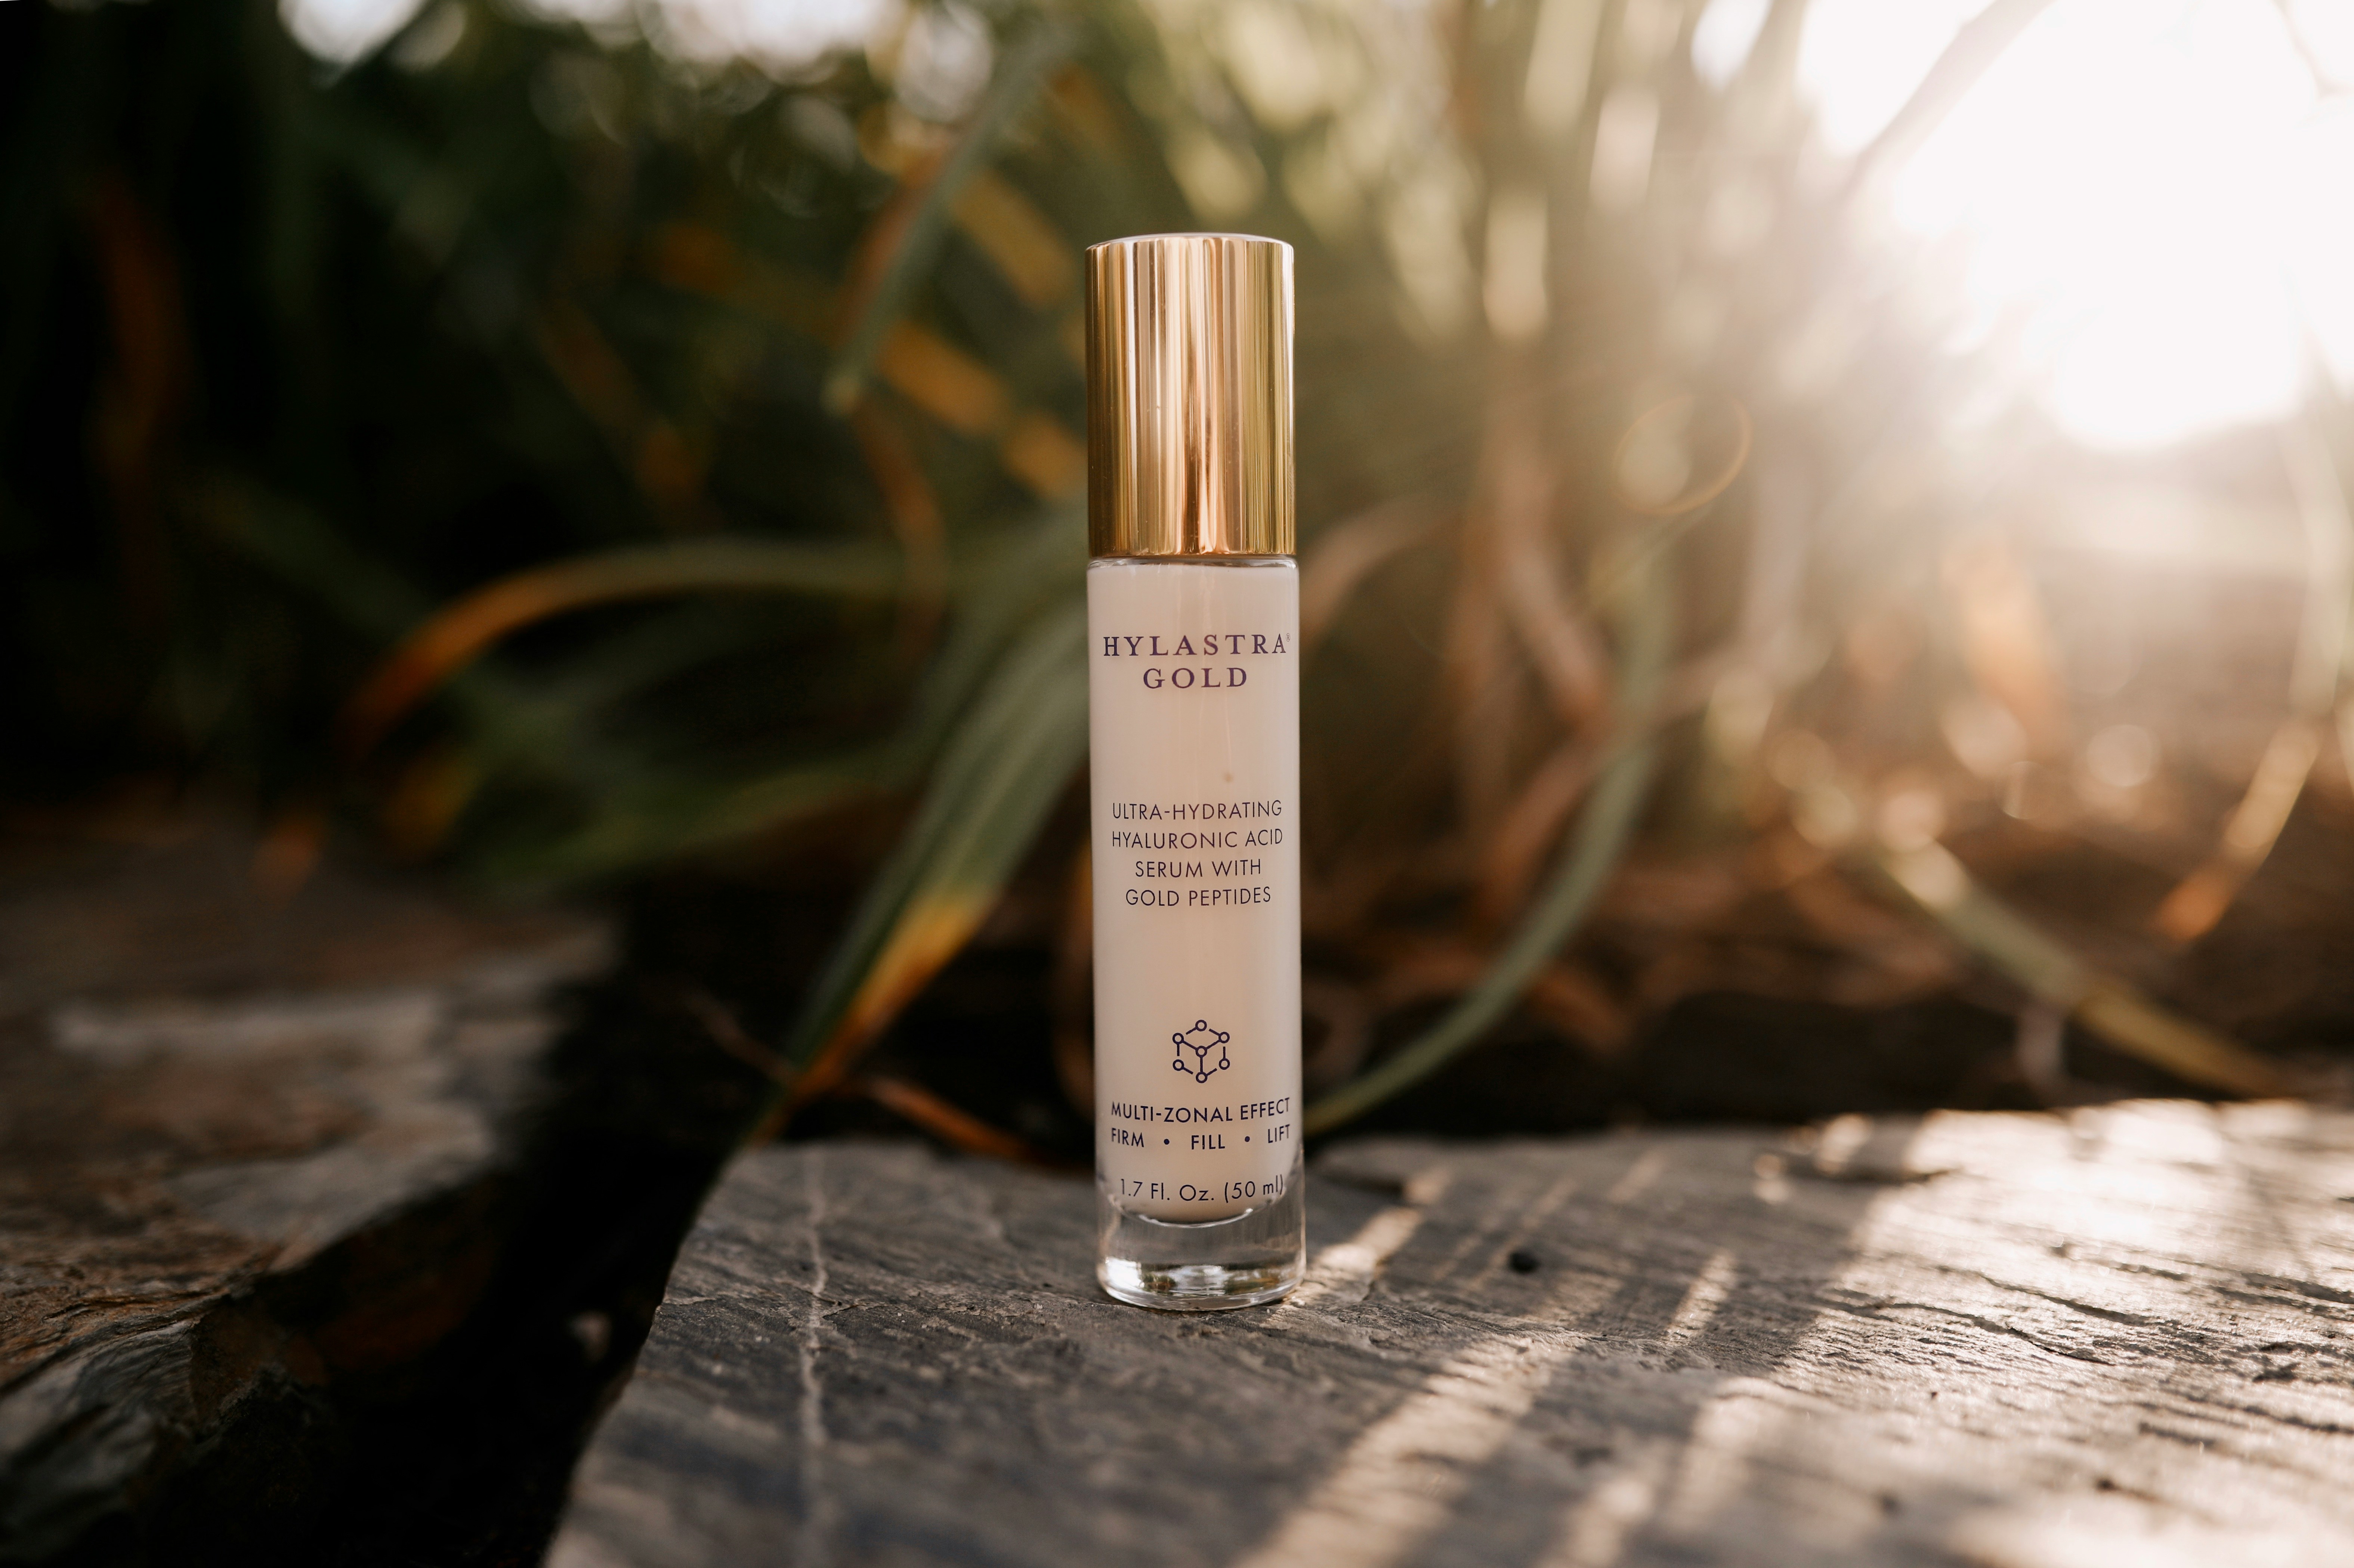 HYLASTRA®
GOLD
ULTRA-HYDRATING
HYALURONIC ACID
SERUM WITH
GOLD PEPTIDES
MULTI-ZONAL EFFECT
FIRM • FILL • LIFT
1.7 Fl. Oz. (50 ml)